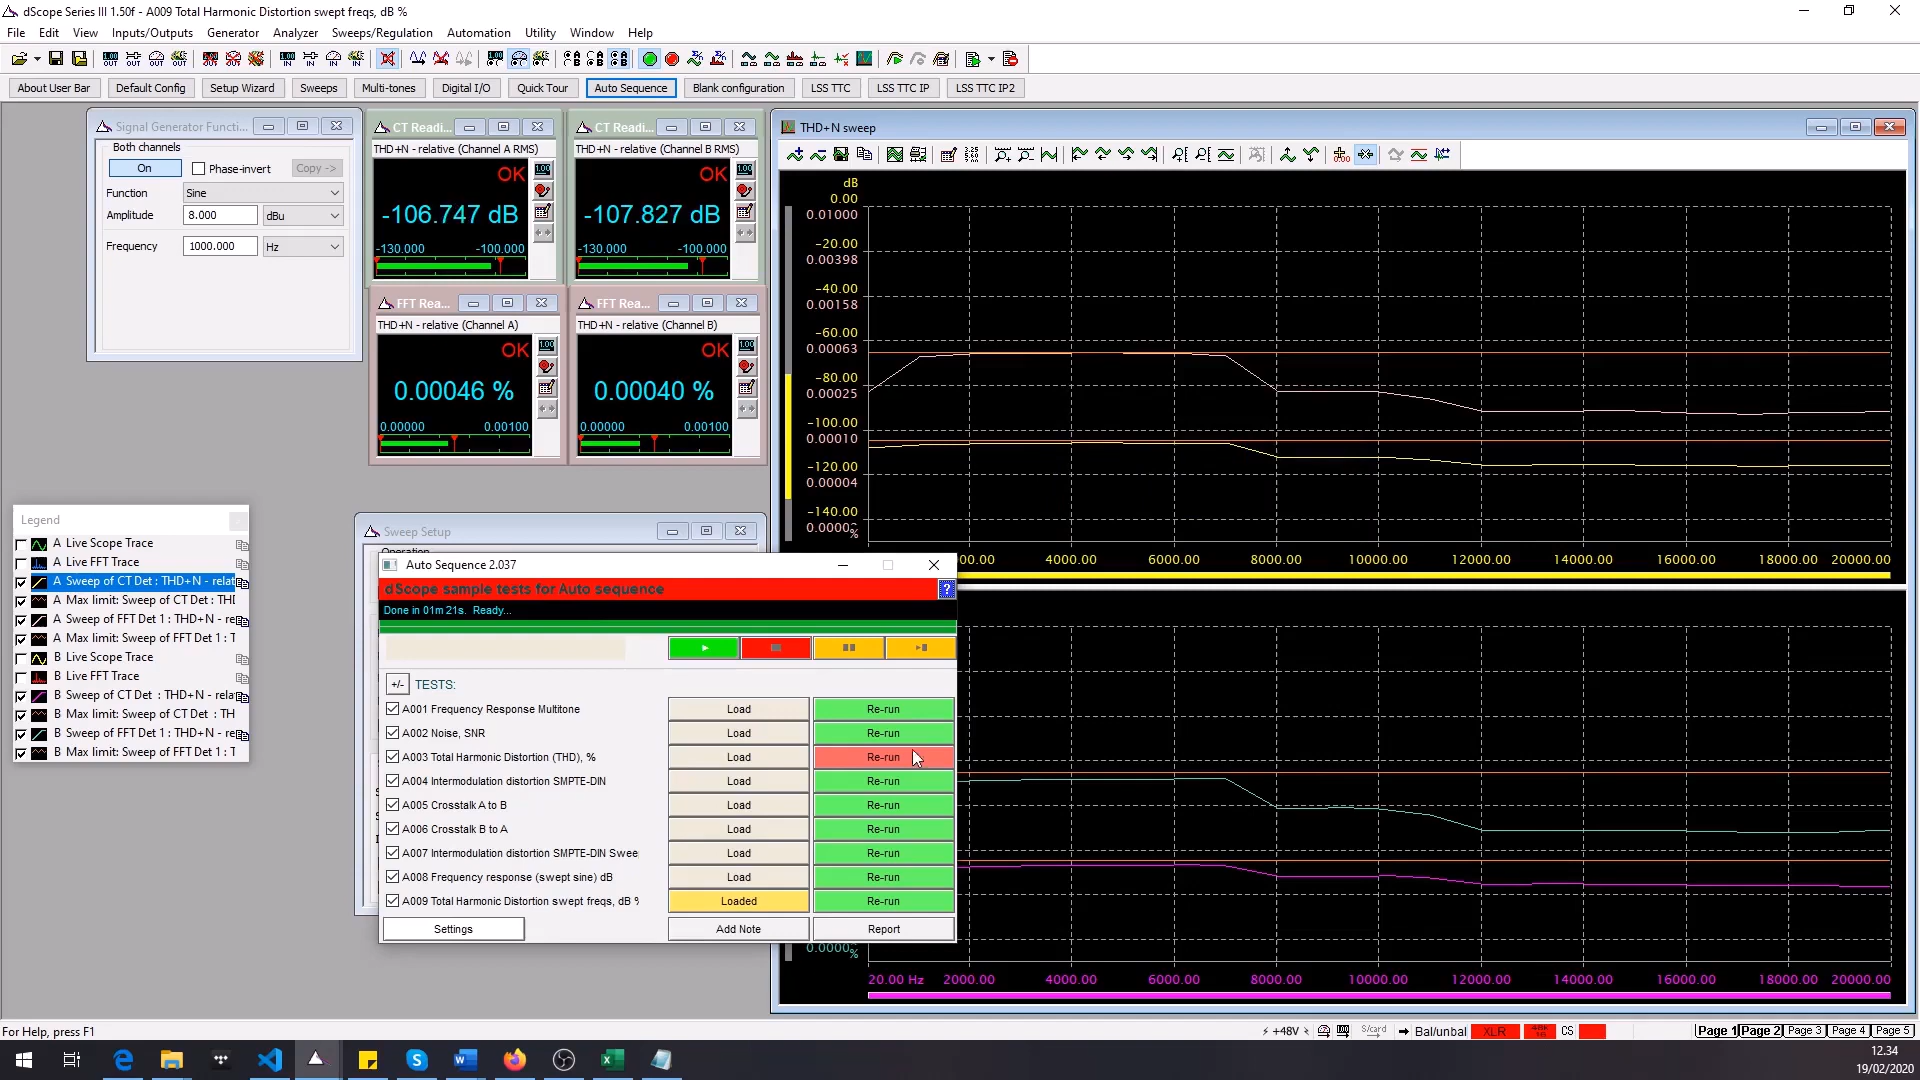 dScope Series III 1.50f - A009 Total Harmonic Distortion swept freqs, dB %
File Edit View Inputs/Outputs Generator Analyzer Sweeps/Regulation Automation Utility Window Help
About User Bar Default Config Setup Wizard Sweeps Multi-tones Digital I/O Quick Tour Auto Sequence Blank configuration LSS TTC LSS TTC IP LSS TTC IP2
Signal Generator Functi...
Both channels
On Phase-invert Copy ->
Function Sine
Amplitude 8.000 dBu
Frequency 1000.000 Hz
CT Readi...
THD+N - relative (Channel A RMS)
OK
-106.747 dB
-130.000 -100.000
CT Readi...
THD+N - relative (Channel B RMS)
OK
-107.827 dB
-130.000 -100.000
FFT Rea...
THD+N - relative (Channel A)
OK
0.00046 %
0.00000 0.00100
FFT Rea...
THD+N - relative (Channel B)
OK
0.00040 %
0.00000 0.00100
THD+N sweep
dB
0.00
0.01000
-20.00
0.00398
-40.00
0.00158
-60.00
0.00063
-80.00
0.00025
-100.00
0.00010
-120.00
0.00004
-140.00
0.0000%
00.00 4000.00 6000.00 8000.00 10000.00 12000.00 14000.00 16000.00 18000.00 20000.00
0.0000%
20.00 Hz 2000.00 4000.00 6000.00 8000.00 10000.00 12000.00 14000.00 16000.00 18000.00 20000.00
Legend
A Live Scope Trace
A Live FFT Trace
A Sweep of CT Det : THD+N - relat
A Max limit: Sweep of CT Det : THD
A Sweep of FFT Det 1 : THD+N - re
A Max limit: Sweep of FFT Det 1 : T
B Live Scope Trace
B Live FFT Trace
B Sweep of CT Det : THD+N - rela
B Max limit: Sweep of CT Det : TH
B Sweep of FFT Det 1 : THD+N - re
B Max limit: Sweep of FFT Det 1 : T
Sweep Setup
Operation
Auto Sequence 2.037
dScope sample tests for Auto sequence ?
Done in 01m 21s. Ready...
+/- TESTS:
A001 Frequency Response Multitone Load Re-run
A002 Noise, SNR Load Re-run
A003 Total Harmonic Distortion (THD), % Load Re-run
A004 Intermodulation distortion SMPTE-DIN Load Re-run
A005 Crosstalk A to B Load Re-run
A006 Crosstalk B to A Load Re-run
A007 Intermodulation distortion SMPTE-DIN Swee Load Re-run
A008 Frequency response (swept sine) dB Load Re-run
A009 Total Harmonic Distortion swept freqs, dB % Loaded Re-run
Settings Add Note Report
For Help, press F1
+48V S/card Bal/unbal XLR CS Page 1 Page 2 Page 3 Page 4 Page 5
12.34
19/02/2020